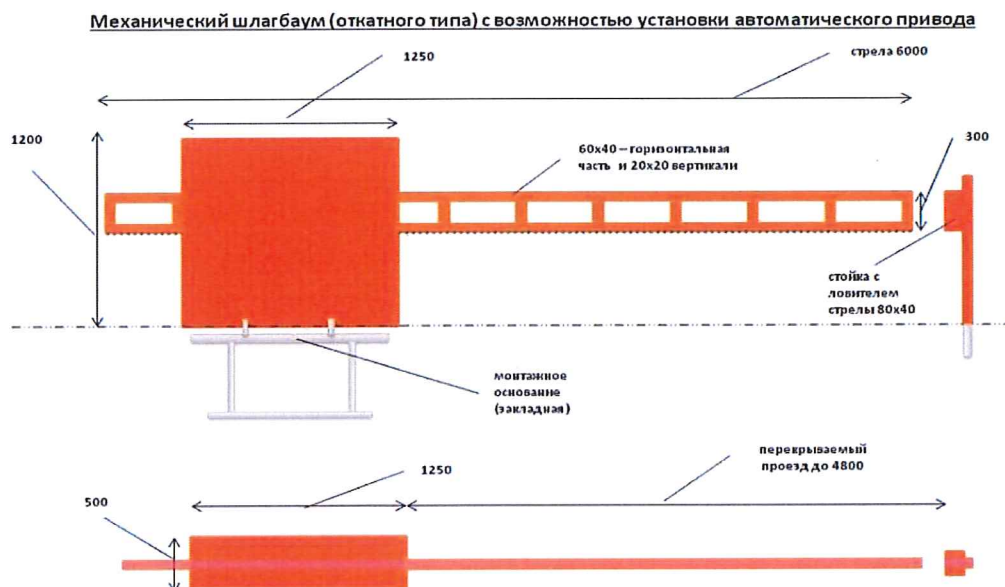 Механический шлагбаум (откатного типа) с возможностью установки автоматического привода
1250
стрела 6000
1200
300
60х40 – горизонтальная
часть и 20х20 вертикали
стойка с
ловителем
стрелы 80х40
монтажное
основание
(закладная)
перекрываемый
проезд до 4800
1250
500